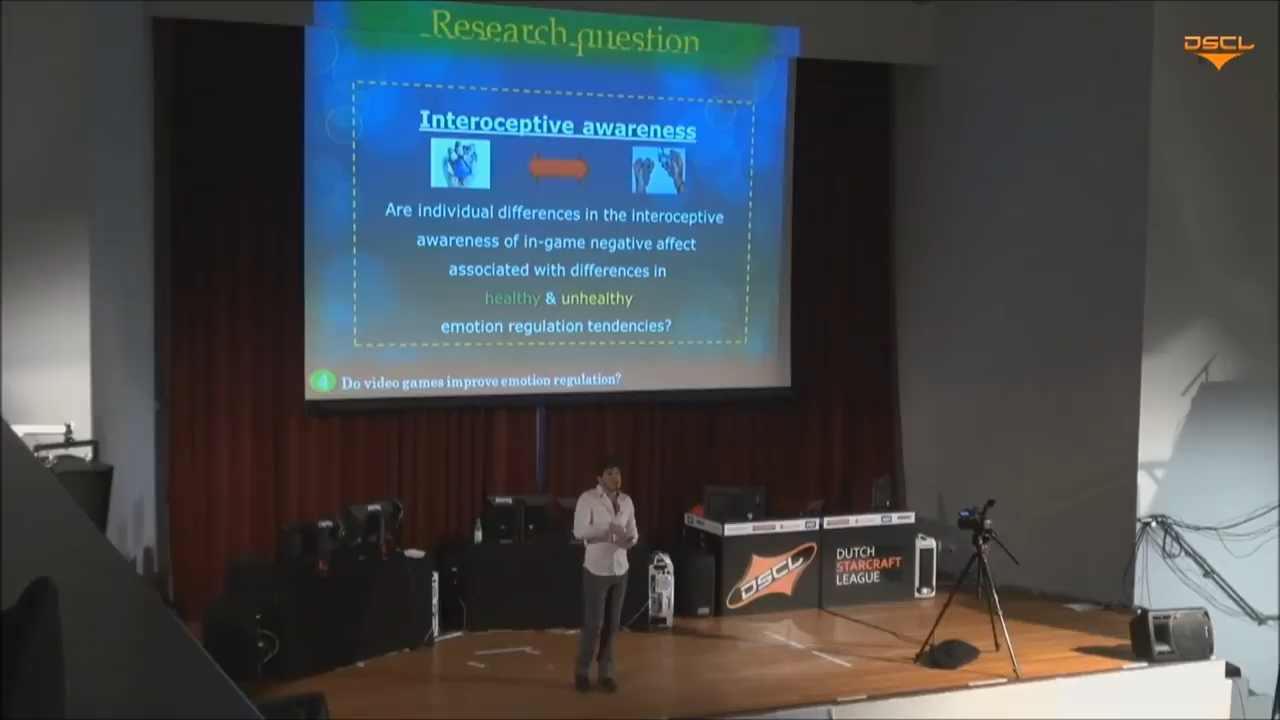 DSCL
Research question
Interoceptive awareness
Are individual differences in the interoceptive
awareness of in-game negative affect
associated with differences in
healthy & unhealthy
emotion regulation tendencies?
4 Do video games improve emotion regulation?
DSCL
DUTCH
STARCRAFT
LEAGUE